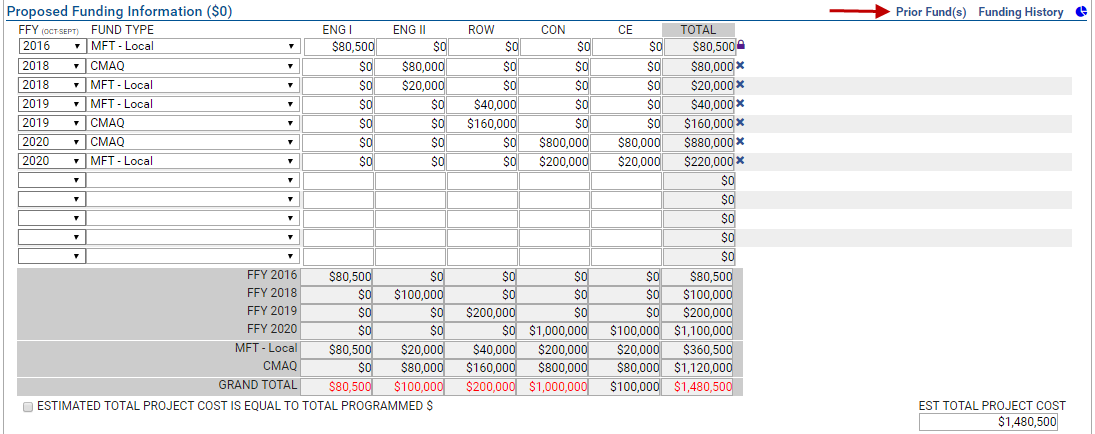 Proposed Funding Information ($0) Prior Fund(s) Funding History
FFY (OCT-SEPT) FUND TYPE ENG I ENG II ROW CON CE TOTAL
2016 MFT - Local $80,500 $0 $0 $0 $0 $80,500
2018 CMAQ $0 $80,000 $0 $0 $0 $80,000
2018 MFT - Local $0 $20,000 $0 $0 $0 $20,000
2019 MFT - Local $0 $0 $40,000 $0 $0 $40,000
2019 CMAQ $0 $0 $160,000 $0 $0 $160,000
2020 CMAQ $0 $0 $0 $800,000 $80,000 $880,000
2020 MFT - Local $0 $0 $0 $200,000 $20,000 $220,000
$0
$0
$0
$0
$0
FFY 2016 $80,500 $0 $0 $0 $0 $80,500
FFY 2018 $0 $100,000 $0 $0 $0 $100,000
FFY 2019 $0 $0 $200,000 $0 $0 $200,000
FFY 2020 $0 $0 $0 $1,000,000 $100,000 $1,100,000
MFT - Local $80,500 $20,000 $40,000 $200,000 $20,000 $360,500
CMAQ $0 $80,000 $160,000 $800,000 $80,000 $1,120,000
GRAND TOTAL $80,500 $100,000 $200,000 $1,000,000 $100,000 $1,480,500
ESTIMATED TOTAL PROJECT COST IS EQUAL TO TOTAL PROGRAMMED $ EST TOTAL PROJECT COST
$1,480,500